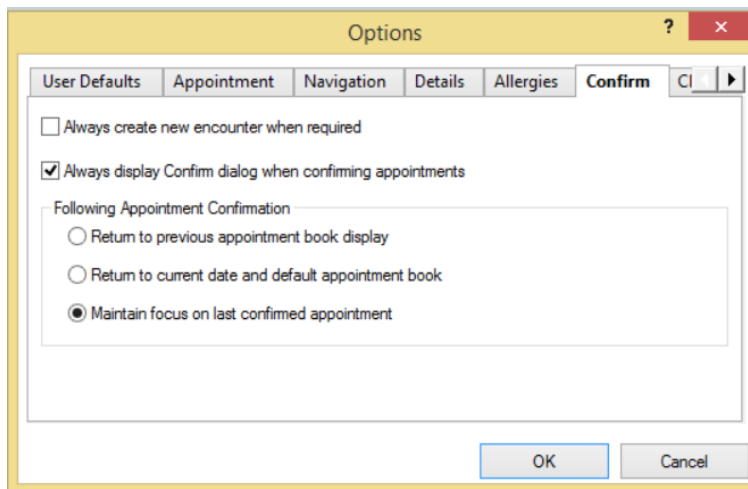 Options
?
User Defaults Appointment Navigation Details Allergies Confirm
Always create new encounter when required
Always display Confirm dialog when confirming appointments
Following Appointment Confirmation
Return to previous appointment book display
Return to current date and default appointment book
Maintain focus on last confirmed appointment
OK Cancel